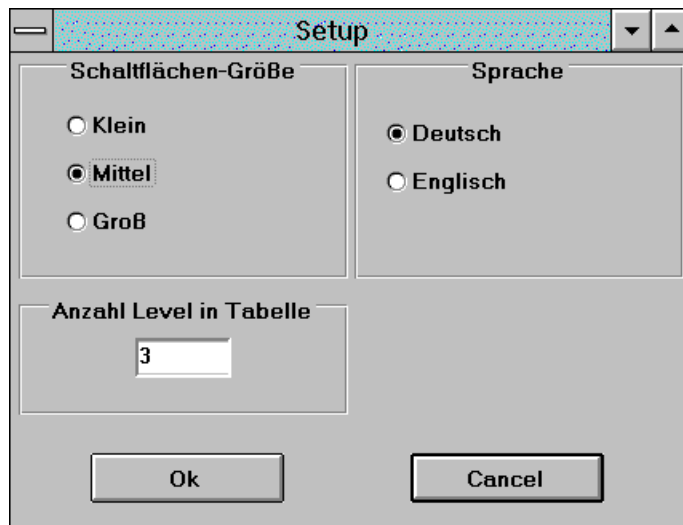 Setup
Schaltflächen-Größe
Klein
Mittel
Groß
Sprache
Deutsch
Englisch
Anzahl Level in Tabelle
3
Ok
Cancel